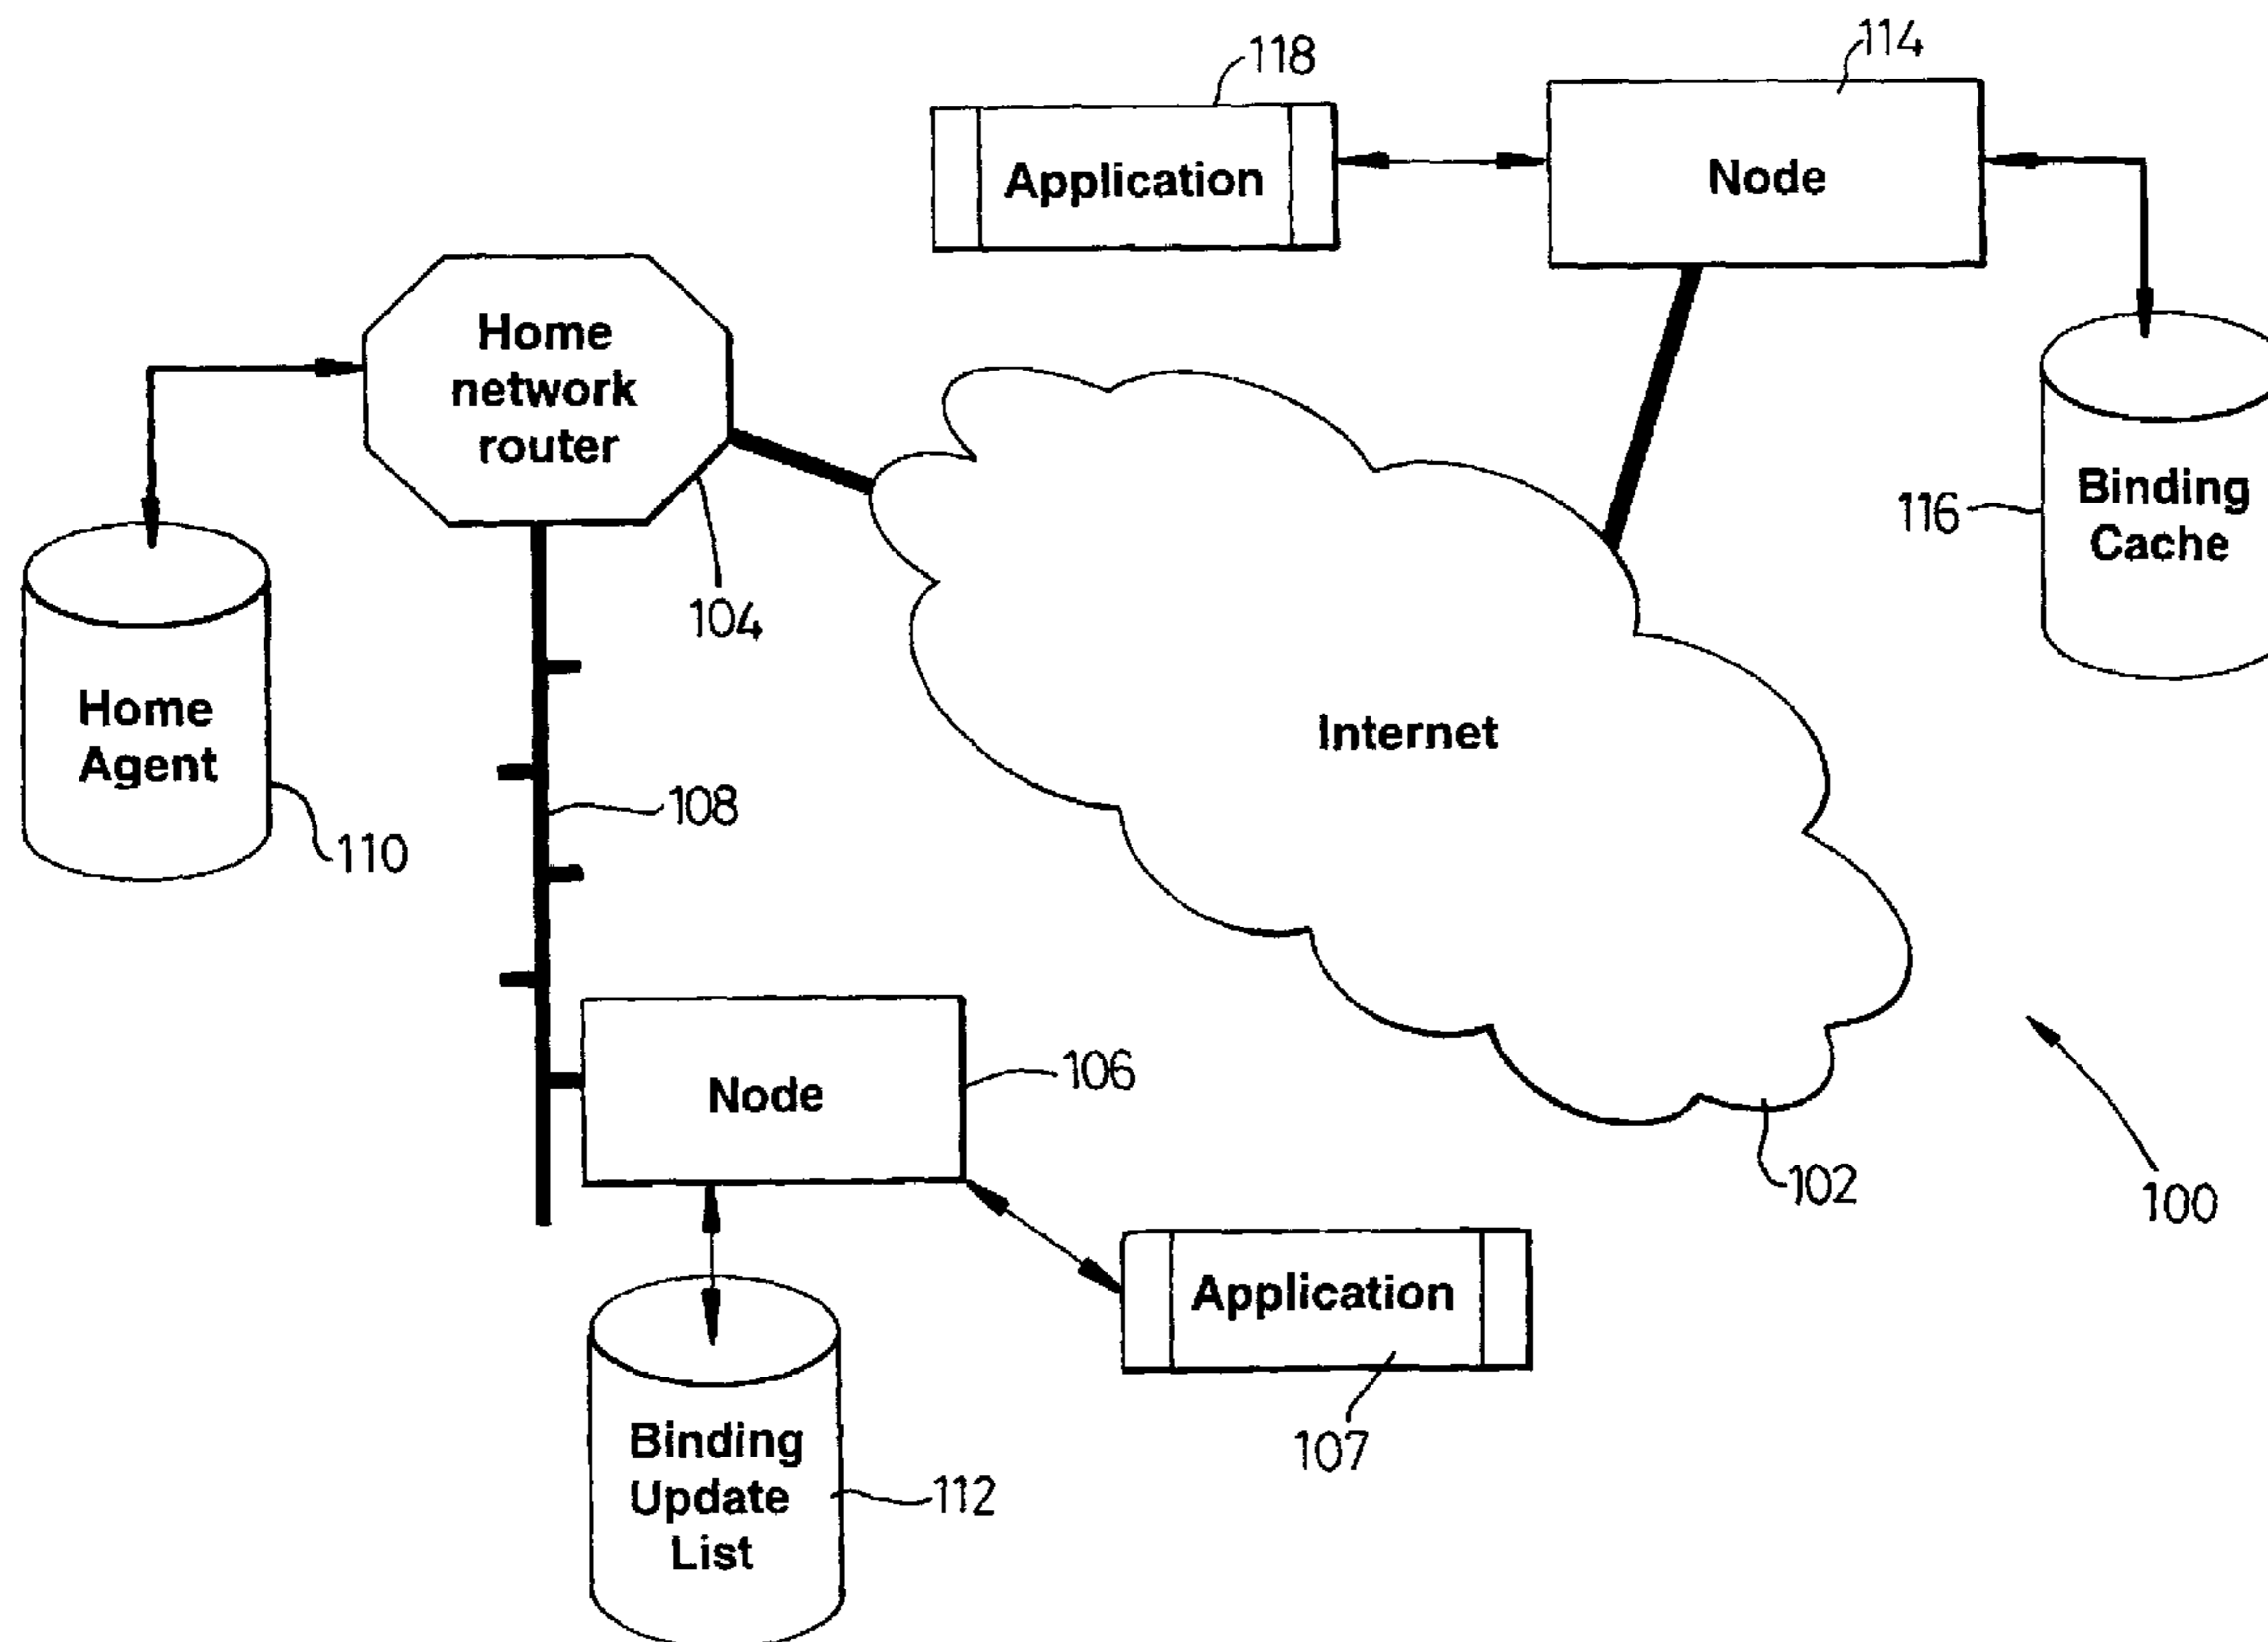 114
118
Application
Node
Home
network
router
116
Binding
Cache
104
Home
Agent
Internet
108
110
Node
106
102
100
Application
107
Binding
Update
List
112